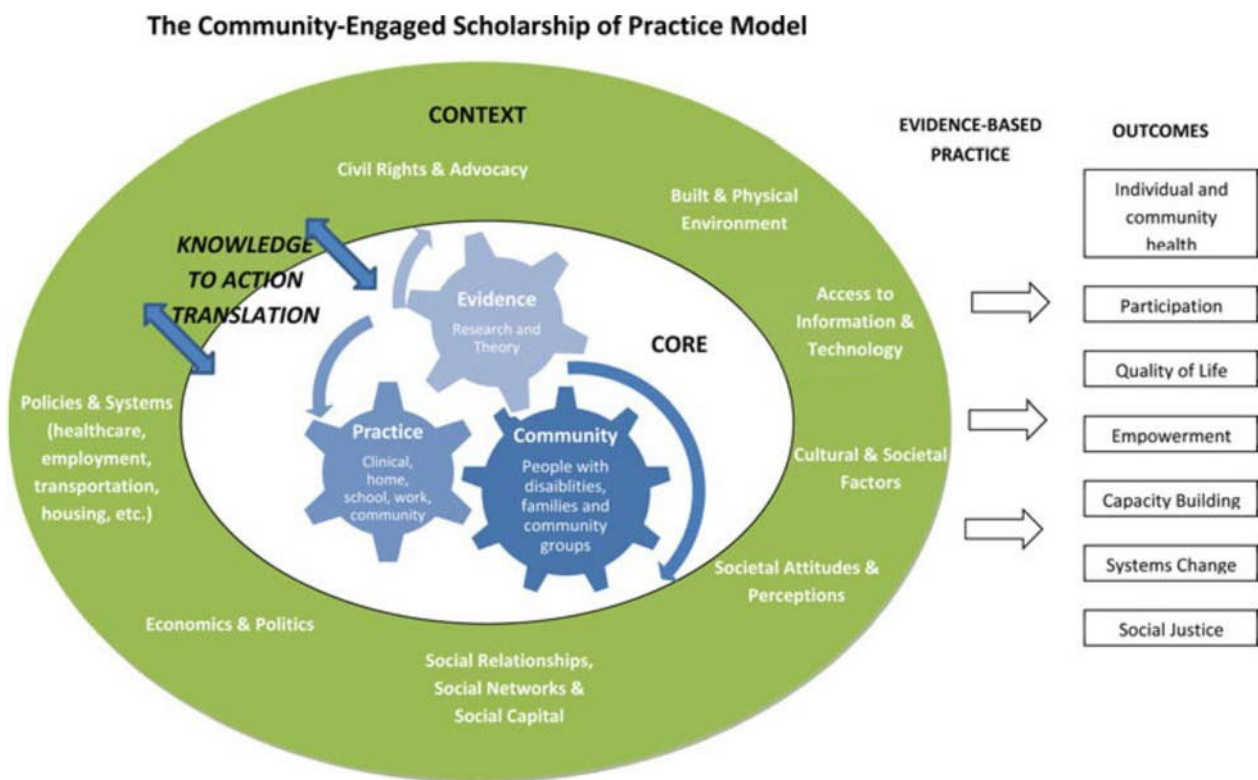 The Community-Engaged Scholarship of Practice Model
CONTEXT
Civil Rights & Advocacy
Built & Physical
Environment
KNOWLEDGE
TO ACTION
TRANSLATION
Access to
Information &
Technology
Cultural & Societal
Factors
Societal Attitudes &
Perceptions
Social Relationships,
Social Networks &
Social Capital
Economics & Politics
Policies & Systems
(healthcare,
employment,
transportation,
housing, etc.)
CORE
Evidence
Research and
Theory
Practice
Clinical,
home,
school, work,
community
Community
People with
disaiblities,
families and
community
groups
EVIDENCE-BASED
PRACTICE
OUTCOMES
Individual and
community
health
Participation
Quality of Life
Empowerment
Capacity Building
Systems Change
Social Justice